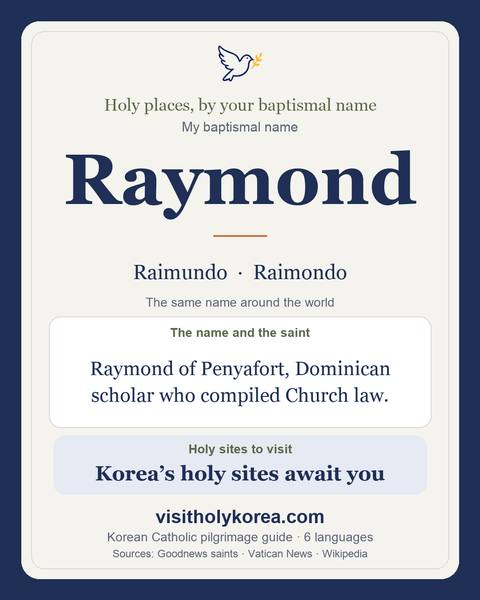 Holy places, by your baptismal name
My baptismal name
Raymond
Raimundo · Raimondo
The same name around the world
The name and the saint
Raymond of Penyafort, Dominican
scholar who compiled Church law.
Holy sites to visit
Korea’s holy sites await you
visitholykorea.com
Korean Catholic pilgrimage guide · 6 languages
Sources: Goodnews saints · Vatican News · Wikipedia